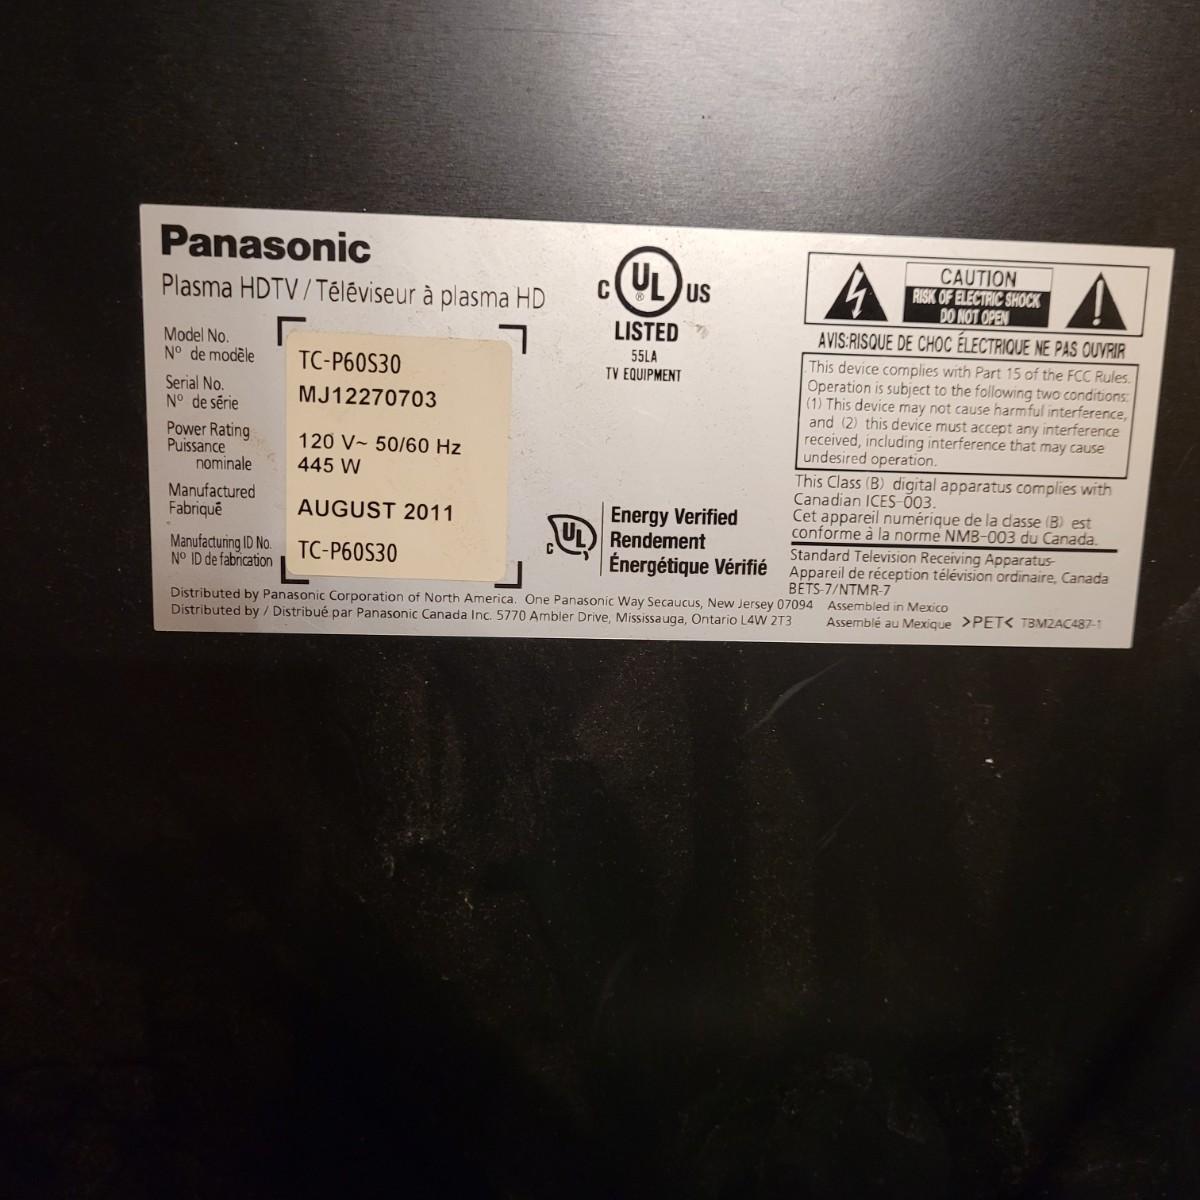 Panasonic
Plasma HDTV / Téléviseur à plasma HD
Model No.
Nº de modèle
TC-P60S30
Serial No.
Nº de série
MJ12270703
Power Rating
Puissance
nominale
120 V~ 50/60 Hz
445 W
Manufactured
Fabriqué
AUGUST 2011
Manufacturing ID No.
Nº ID de fabrication
TC-P60S30
C UL ® US
LISTED
55LA
TV EQUIPMENT
C UL
Energy Verified
Rendement
Énergétique Vérifié
CAUTION
RISK OF ELECTRIC SHOCK
DO NOT OPEN
!
AVIS:RISQUE DE CHOC ÉLECTRIQUE NE PAS OUVRIR
This device complies with Part 15 of the FCC Rules.
Operation is subject to the following two conditions:
(1) This device may not cause harmful interference,
and (2) this device must accept any interference
received, including interference that may cause
undesired operation.
This Class (B) digital apparatus complies with
Canadian ICES-003.
Cet appareil numérique de la classe (B) est
conforme à la norme NMB-003 du Canada.
Standard Television Receiving Apparatus-
Appareil de réception télévision ordinaire, Canada
BETS-7/NTMR-7
Distributed by Panasonic Corporation of North America. One Panasonic Way Secaucus, New Jersey 07094
Distributed by / Distribué par Panasonic Canada Inc. 5770 Ambler Drive, Mississauga, Ontario L4W 2T3
Assembled in Mexico
Assemblé au Mexique >PET< TBM2AC487-1